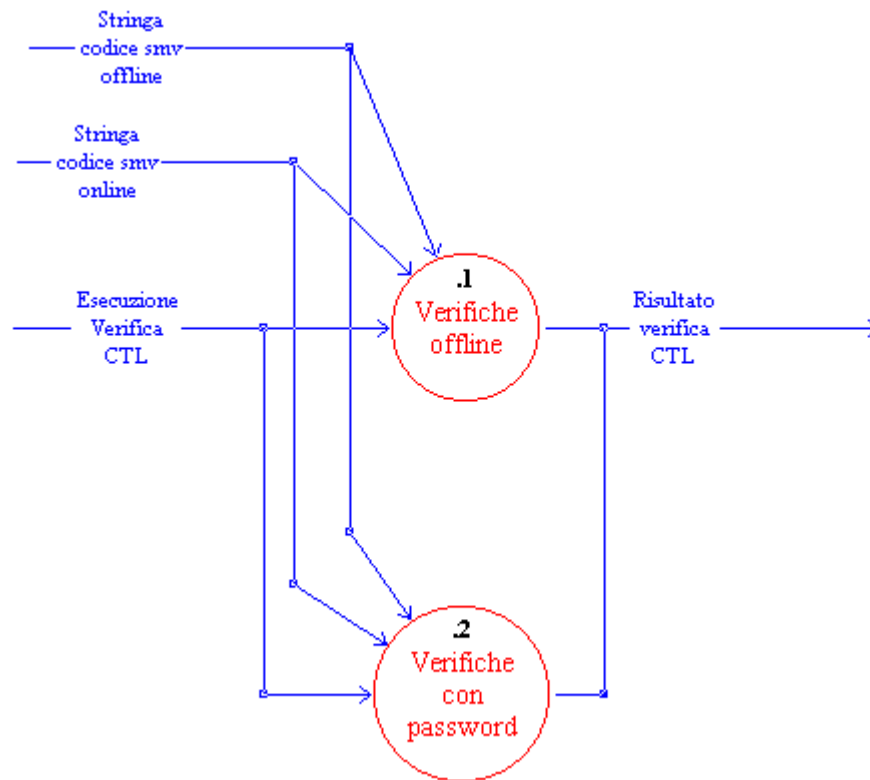 Stringa
codice smv
offline
Stringa
codice smv
online
Esecuzione
Verifica
CTL
.1
Verifiche
offline
Risultato
verifica
CTL
.2
Verifiche
con
password